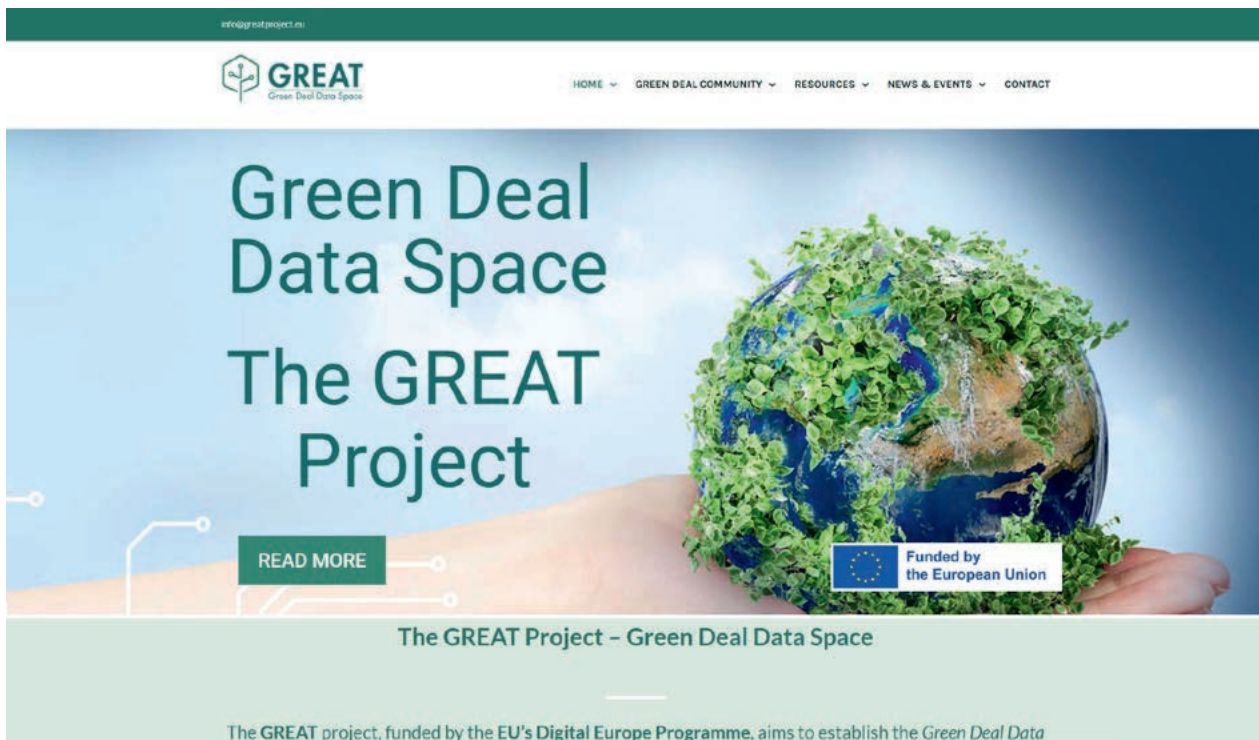 info@greatproject.eu
GREAT
Green Deal Data Space
HOME GREEN DEAL COMMUNITY RESOURCES NEWS & EVENTS CONTACT
Green Deal
Data Space
The GREAT
Project
READ MORE
Funded by
the European Union
The GREAT Project – Green Deal Data Space
The GREAT project, funded by the EU's Digital Europe Programme, aims to establish the Green Deal Data